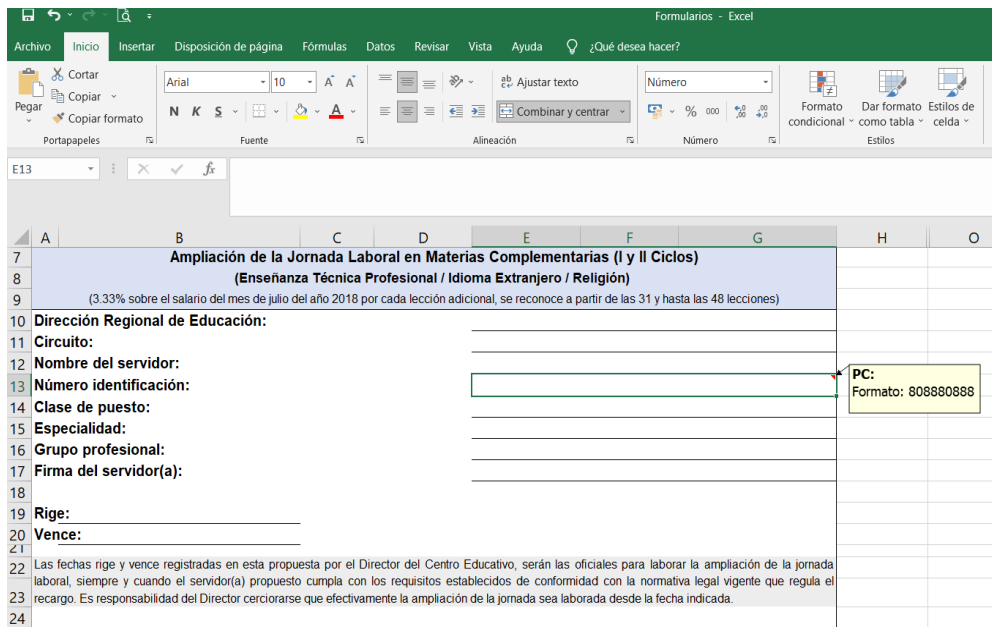 Formularios - Excel
Archivo Inicio Insertar Disposición de página Fórmulas Datos Revisar Vista Ayuda ¿Qué desea hacer?
Pegar
Cortar
Copiar
Copiar formato
Portapapeles
Arial 10 A A
N K S A
Fuente
ab Ajustar texto
Combinar y centrar
Alineación
Número
% 000
Número
Formato condicional
Dar formato como tabla
Estilos de celda
Estilos
E13 fx
A B C D E F G H O
7 Ampliación de la Jornada Laboral en Materias Complementarias (I y II Ciclos)
8 (Enseñanza Técnica Profesional / Idioma Extranjero / Religión)
9 (3.33% sobre el salario del mes de julio del año 2018 por cada lección adicional, se reconoce a partir de las 31 y hasta las 48 lecciones)
10 Dirección Regional de Educación:
11 Circuito:
12 Nombre del servidor:
13 Número identificación:
PC:
Formato: 808880888
14 Clase de puesto:
15 Especialidad:
16 Grupo profesional:
17 Firma del servidor(a):
18
19 Rige:
20 Vence:
21
22 Las fechas rige y vence registradas en esta propuesta por el Director del Centro Educativo, serán las oficiales para laborar la ampliación de la jornada
laboral, siempre y cuando el servidor(a) propuesto cumpla con los requisitos establecidos de conformidad con la normativa legal vigente que regula el
23 recargo. Es responsabilidad del Director cerciorarse que efectivamente la ampliación de la jornada sea laborada desde la fecha indicada.
24